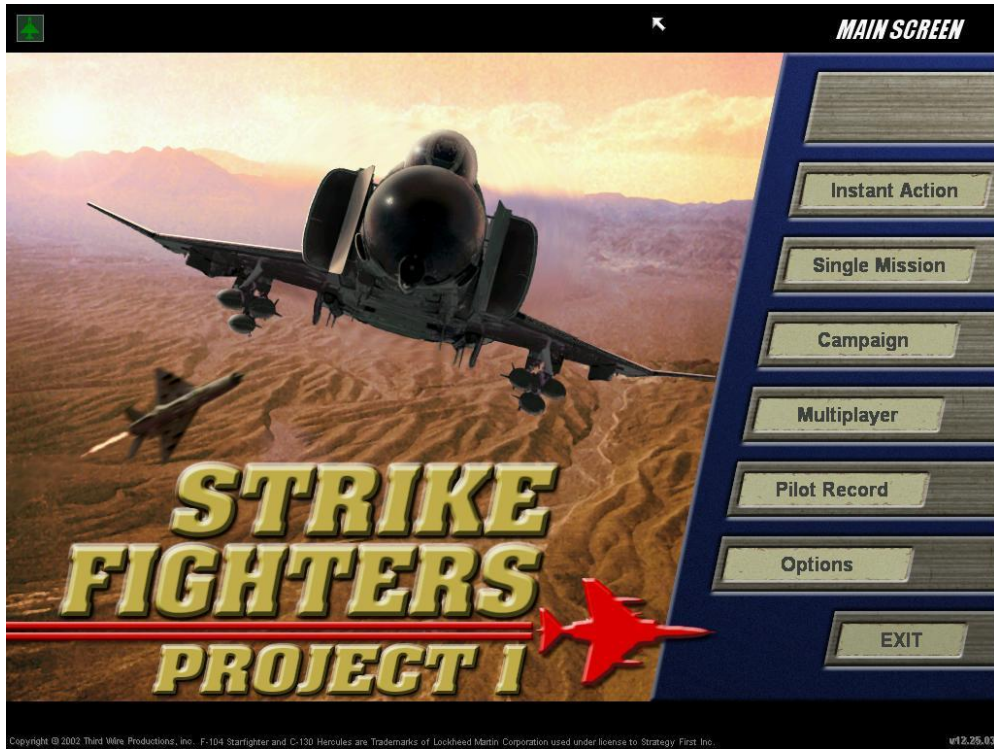 MAIN SCREEN
Instant Action
Single Mission
Campaign
Multiplayer
Pilot Record
Options
EXIT
STRIKE
FIGHTERS
PROJECT 1
Copyright © 2002 Third Wire Productions, inc. F-104 Starfighter and C-130 Hercules are Trademarks of Lockheed Martin Corporation used under license to Strategy First Inc.
v12.25.03